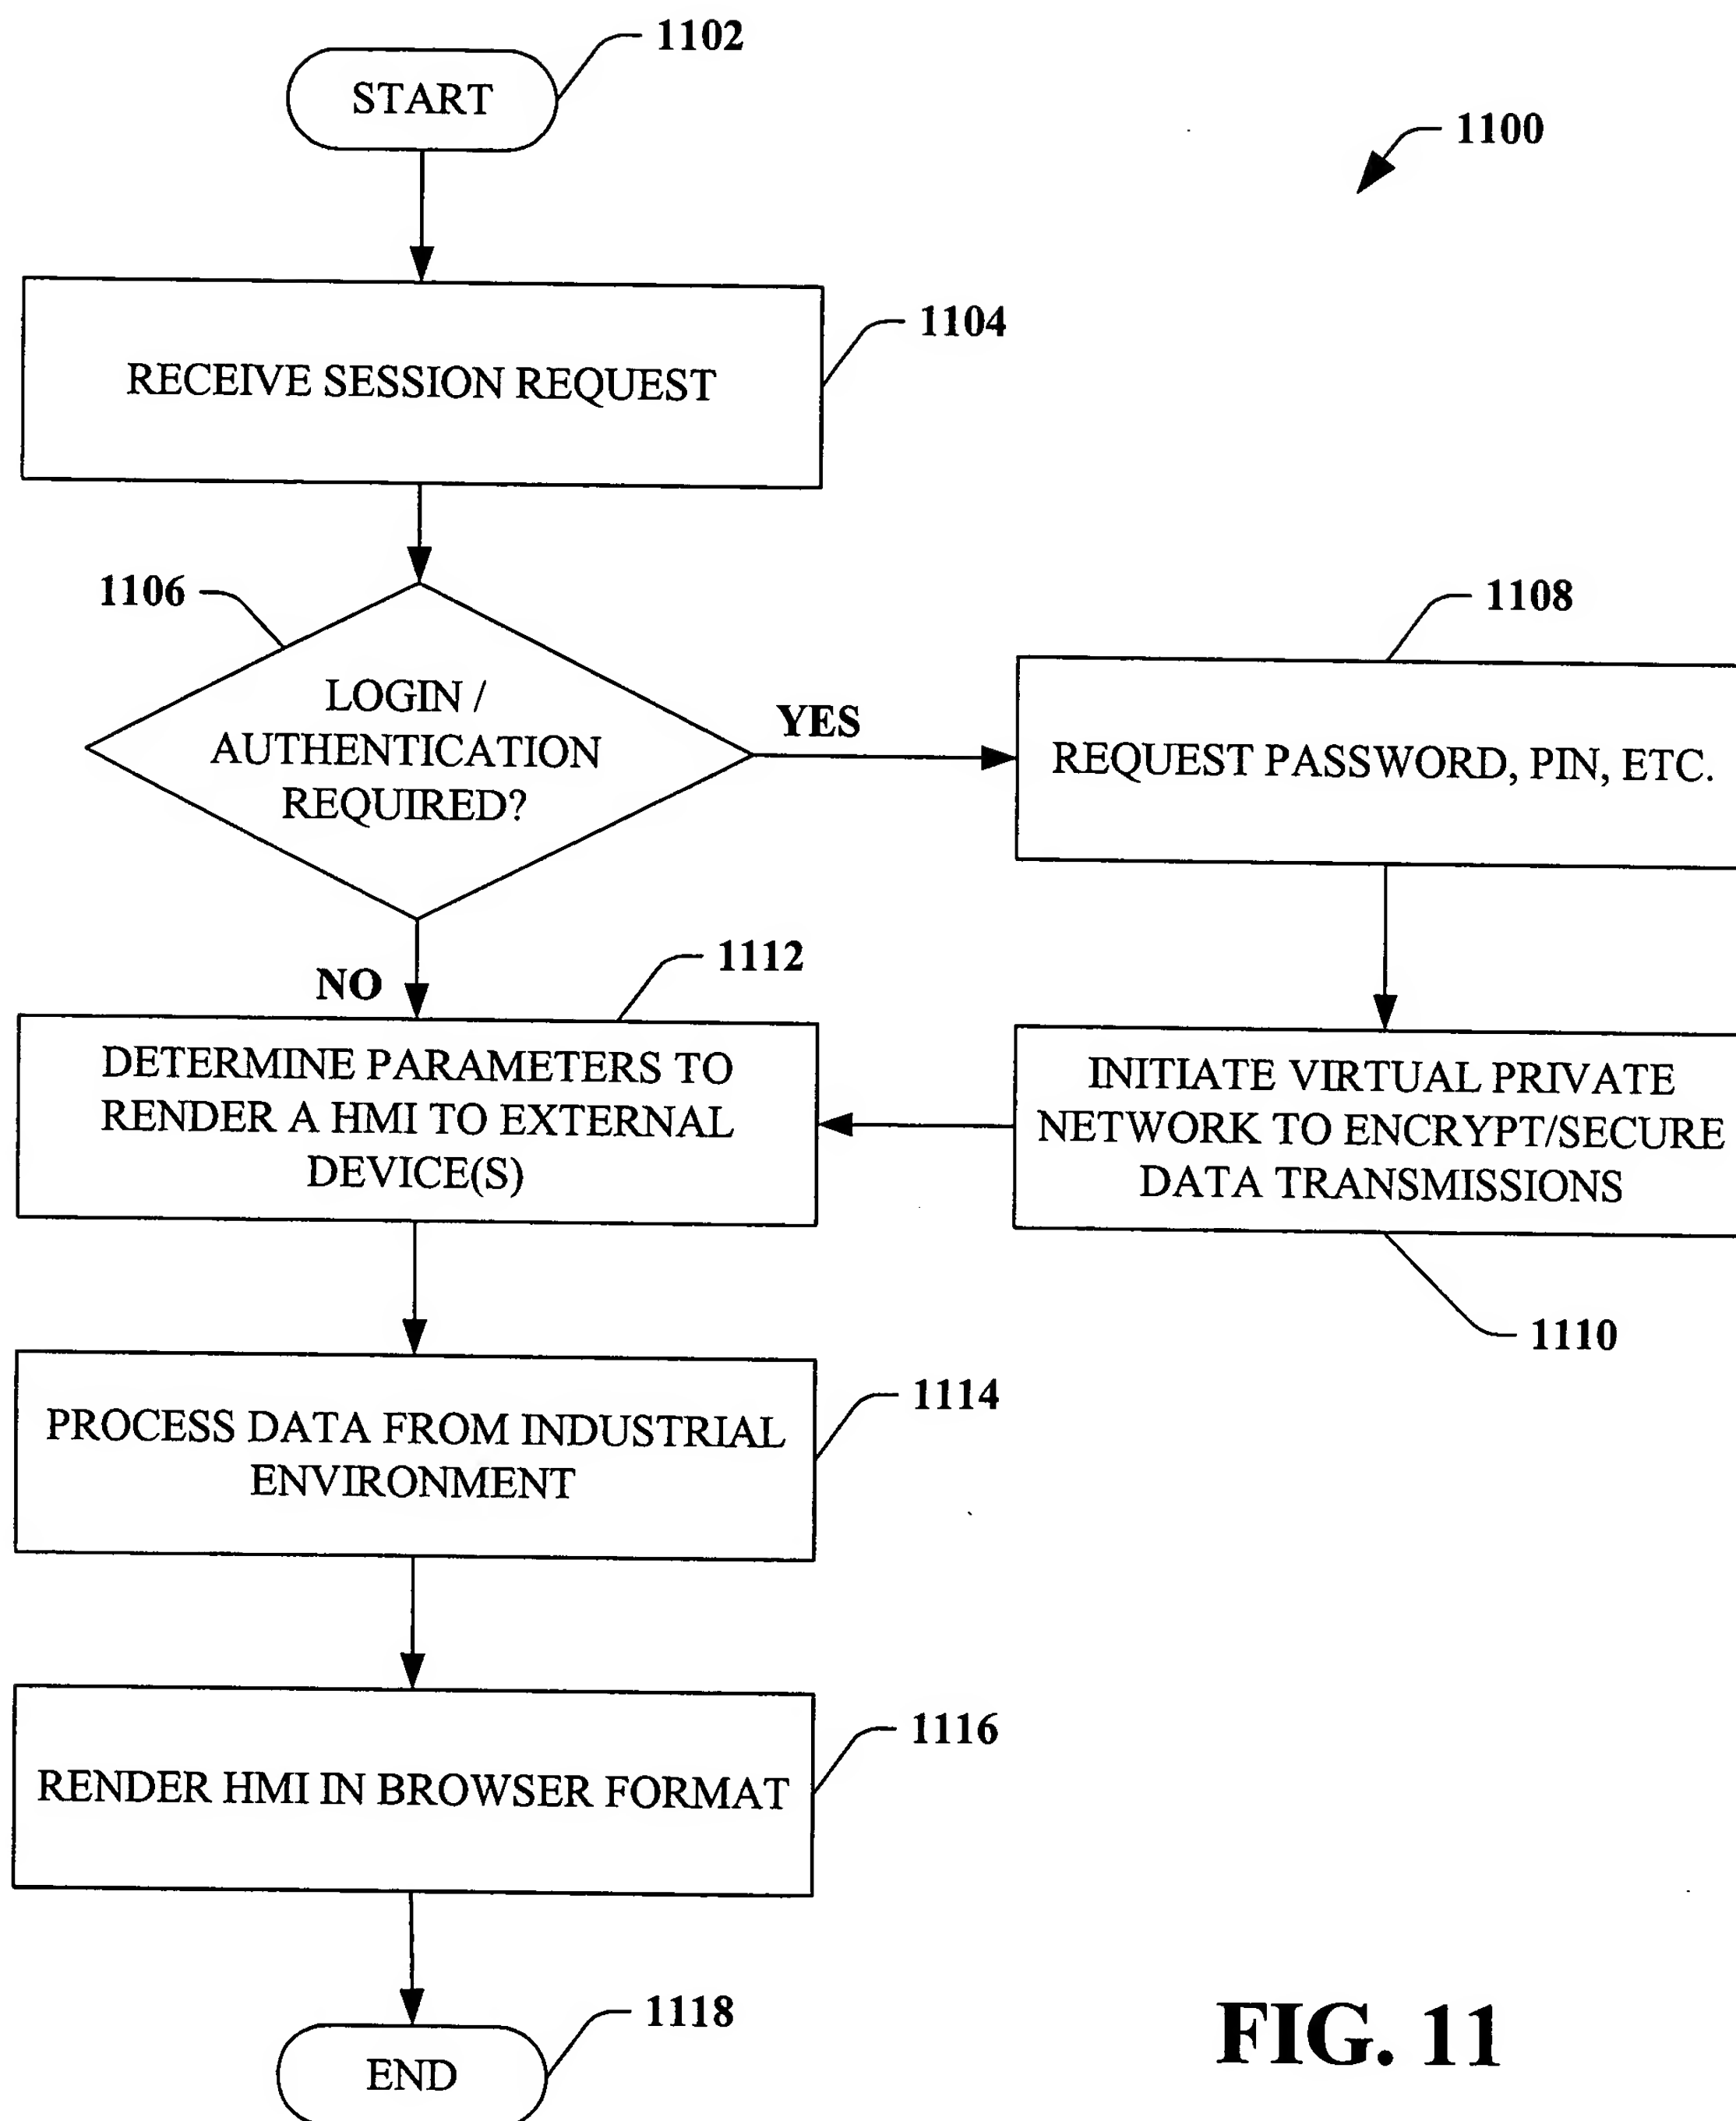 1102
START
1100
1104
RECEIVE SESSION REQUEST
1106
LOGIN /
AUTHENTICATION
REQUIRED?
YES
1108
REQUEST PASSWORD, PIN, ETC.
NO
1112
DETERMINE PARAMETERS TO
RENDER A HMI TO EXTERNAL
DEVICE(S)
INITIATE VIRTUAL PRIVATE
NETWORK TO ENCRYPT/SECURE
DATA TRANSMISSIONS
1110
1114
PROCESS DATA FROM INDUSTRIAL
ENVIRONMENT
1116
RENDER HMI IN BROWSER FORMAT
1118
END
FIG. 11